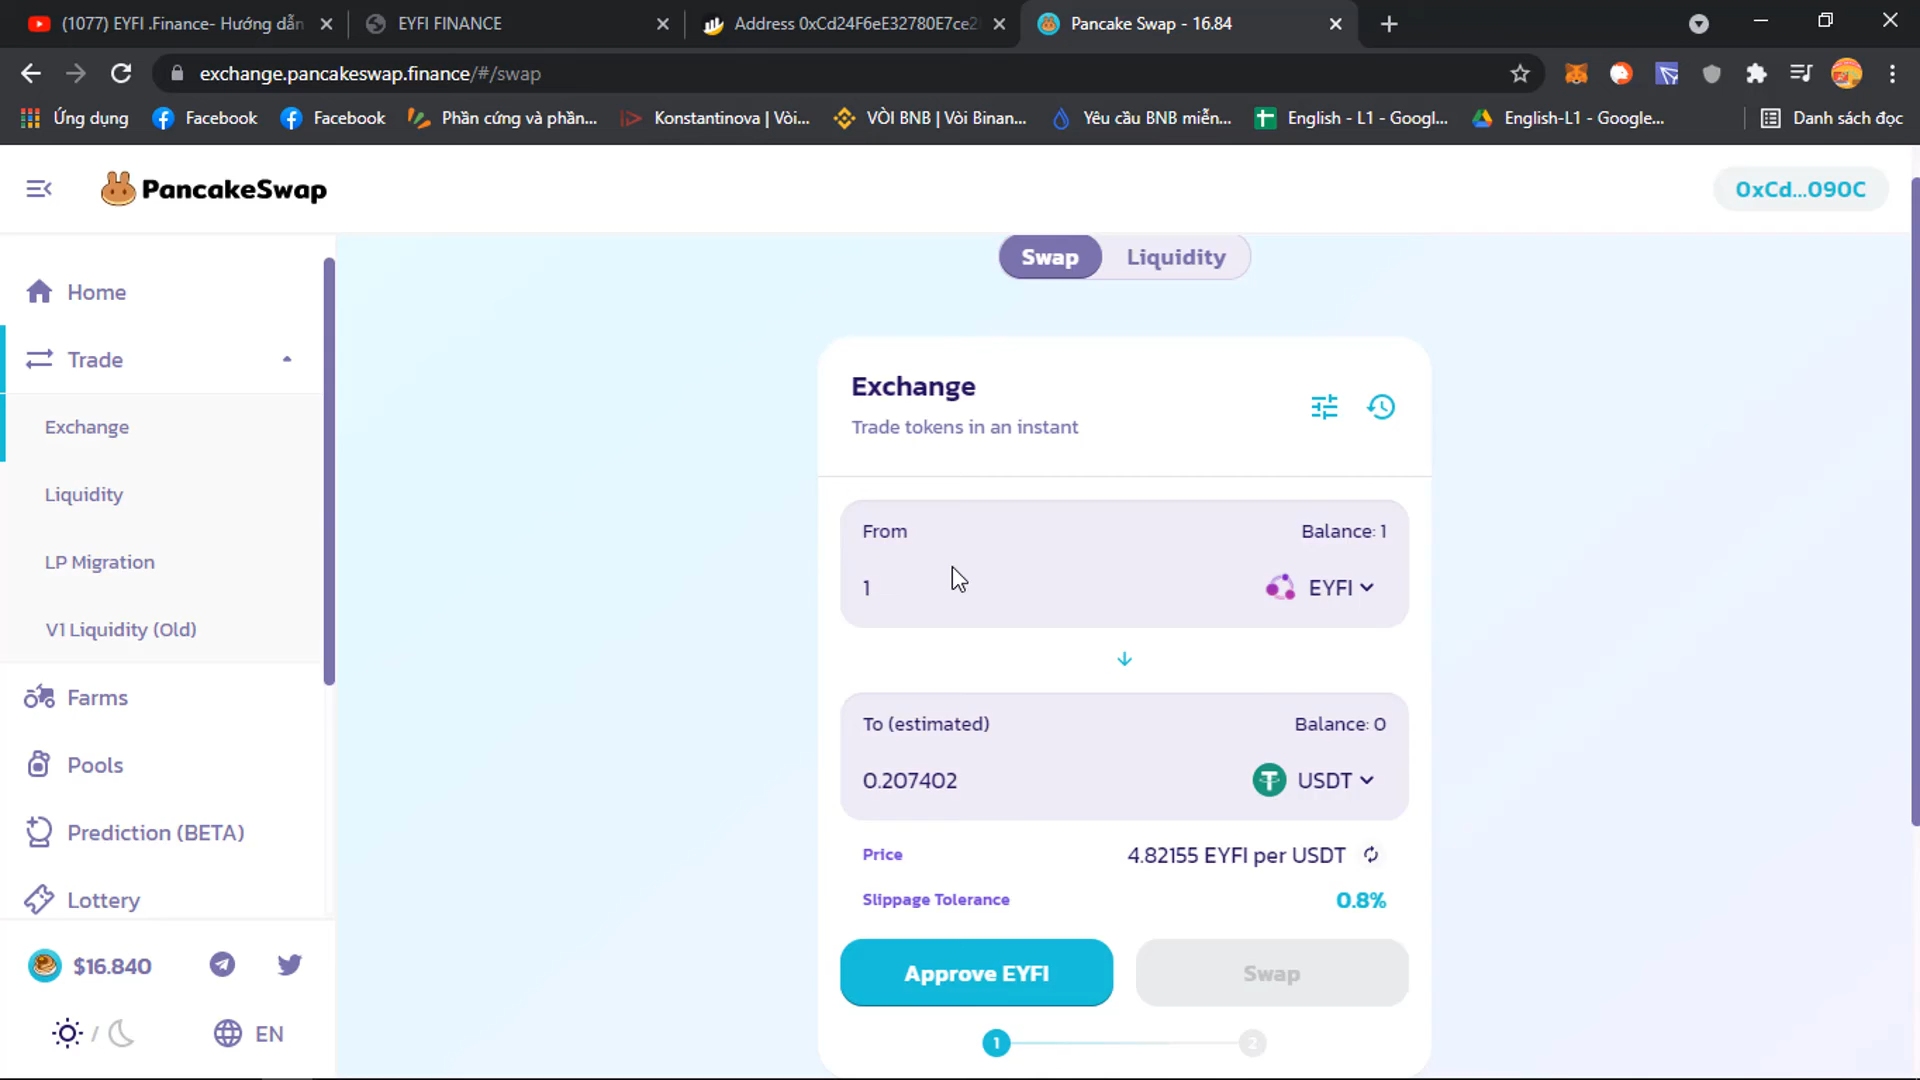 (1077) EYFI .Finance- Hướng dẫn
EYFI FINANCE
Address 0xCd24F6eE32780E7ce2
Pancake Swap - 16.84
exchange.pancakeswap.finance/#/swap
Ứng dụng
Facebook
Facebook
Phần cứng và phần...
Konstantinova | Vòi...
VÒI BNB | Vòi Binan...
Yêu cầu BNB miễn...
English - L1 - Googl...
English-L1 - Google...
Danh sách đọc
PancakeSwap
0xCd...090C
Home
Trade
Exchange
Liquidity
LP Migration
V1 Liquidity (Old)
Farms
Pools
Prediction (BETA)
Lottery
$16.840
/
EN
Swap
Liquidity
Exchange
Trade tokens in an instant
From
Balance: 1
1
EYFI
To (estimated)
Balance: 0
0.207402
USDT
Price
4.82155 EYFI per USDT
Slippage Tolerance
0.8%
Approve EYFI
Swap
1
2